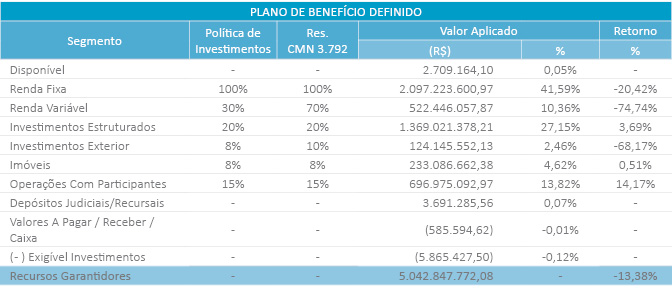 PLANO DE BENEFÍCIO DEFINIDO
Segmento Política de Investimentos Res. CMN 3.792 Valor Aplicado Retorno
(R$) % %
Disponível - - 2.709.164,10 0,05% -
Renda Fixa 100% 100% 2.097.223.600,97 41,59% -20,42%
Renda Variável 30% 70% 522.446.057,87 10,36% -74,74%
Investimentos Estruturados 20% 20% 1.369.021.378,21 27,15% 3,69%
Investimentos Exterior 8% 10% 124.145.552,13 2,46% -68,17%
Imóveis 8% 8% 233.086.662,38 4,62% 0,51%
Operações Com Participantes 15% 15% 696.975.092,97 13,82% 14,17%
Depósitos Judiciais/Recursais - - 3.691.285,56 0,07% -
Valores A Pagar / Receber /
Caixa - - (585.594,62) -0,01% -
(- ) Exigível Investimentos - - (5.865.427,50) -0,12% -
Recursos Garantidores - - 5.042.847.772,08 - -13,38%